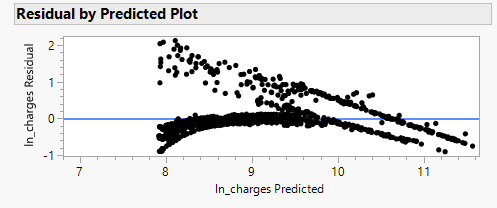 Residual by Predicted Plot
ln_charges Residual
2
1
0
-1
7 8 9 10 11
ln_charges Predicted